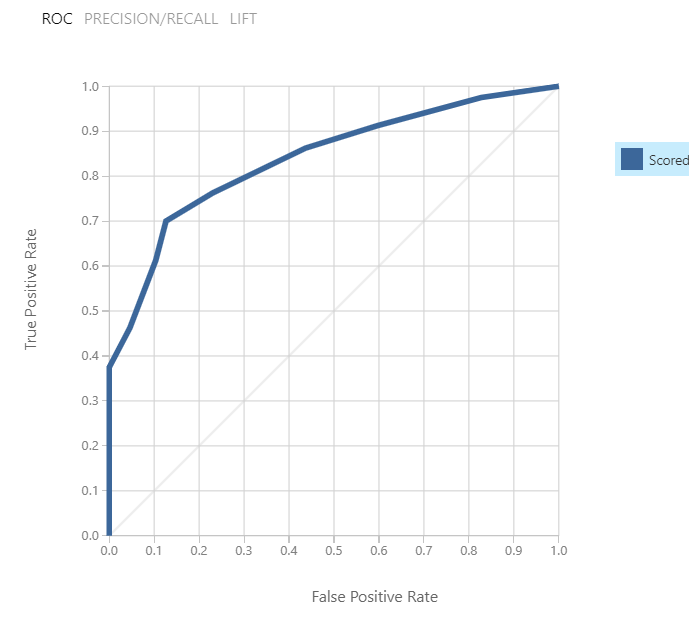 ROC PRECISION/RECALL LIFT
1.0
0.9
Scored
0.8
0.7
0.6
True Positive Rate
0.5
0.4
0.3
0.2
0.1
0.0
0.0 0.1 0.2 0.3 0.4 0.5 0.6 0.7 0.8 0.9 1.0
False Positive Rate